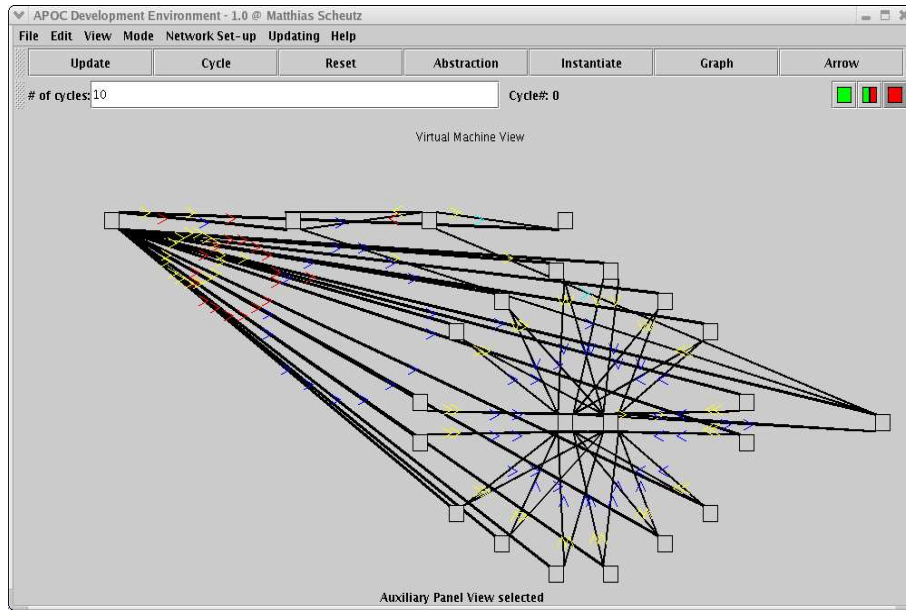 APOC Development Environment - 1.0 @ Matthias Scheutz
File Edit View Mode Network Set-up Updating Help
Update Cycle Reset Abstraction Instantiate Graph Arrow
# of cycles: 10 Cycle#: 0
Virtual Machine View
Auxiliary Panel View selected